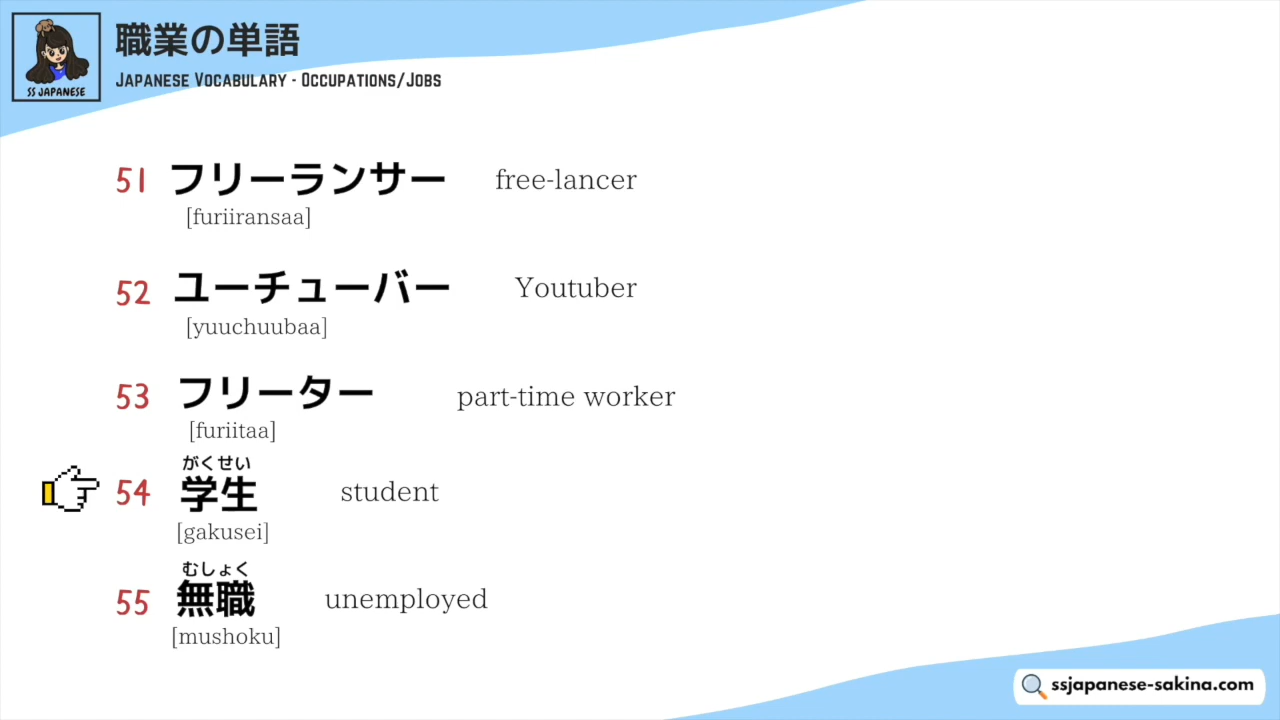 職業の単語
JAPANESE VOCABULARY - OCCUPATIONS/JOBS
SS JAPANESE
51 フリーランサー free-lancer
[furiiransaa]
52 ユーチューバー Youtuber
[yuuchuubaa]
53 フリーター part-time worker
[furiitaa]
がくせい
54 学生 student
[gakusei]
むしょく
55 無職 unemployed
[mushoku]
ssjapanese-sakina.com